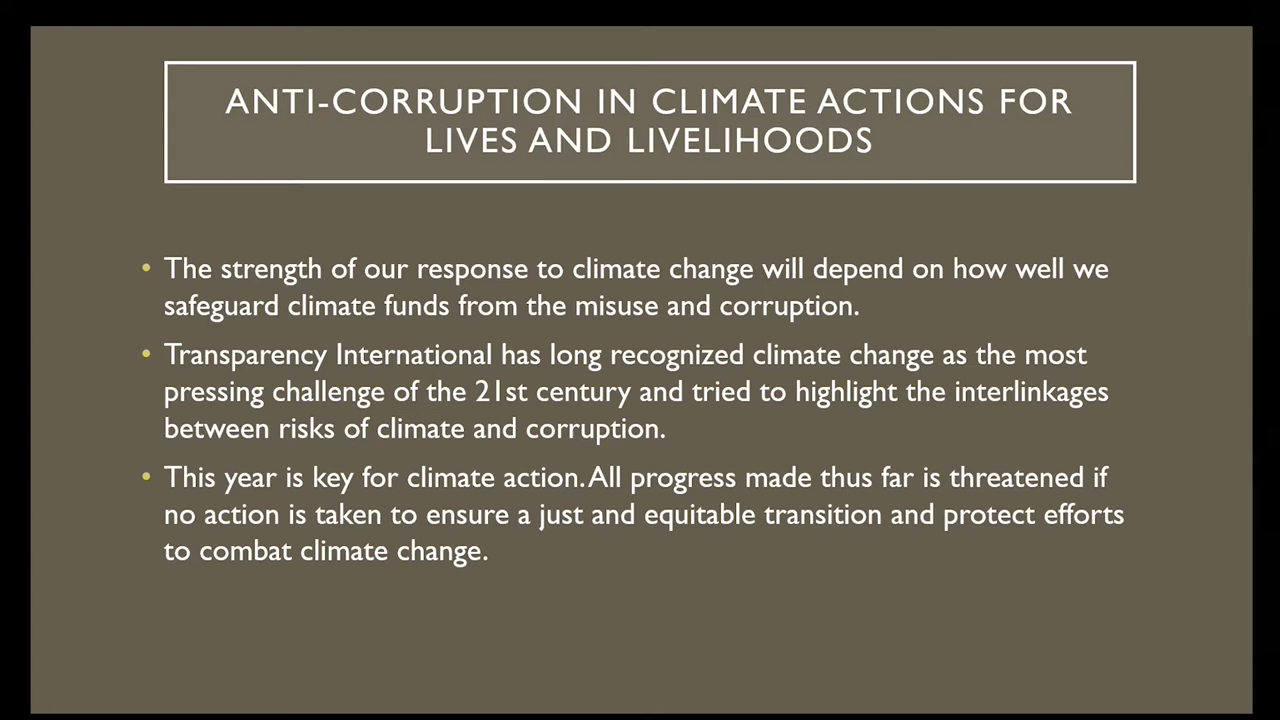 ANTI-CORRUPTION IN CLIMATE ACTIONS FOR
LIVES AND LIVELIHOODS
• The strength of our response to climate change will depend on how well we
safeguard climate funds from the misuse and corruption.
• Transparency International has long recognized climate change as the most
pressing challenge of the 21st century and tried to highlight the interlinkages
between risks of climate and corruption.
• This year is key for climate action. All progress made thus far is threatened if
no action is taken to ensure a just and equitable transition and protect efforts
to combat climate change.